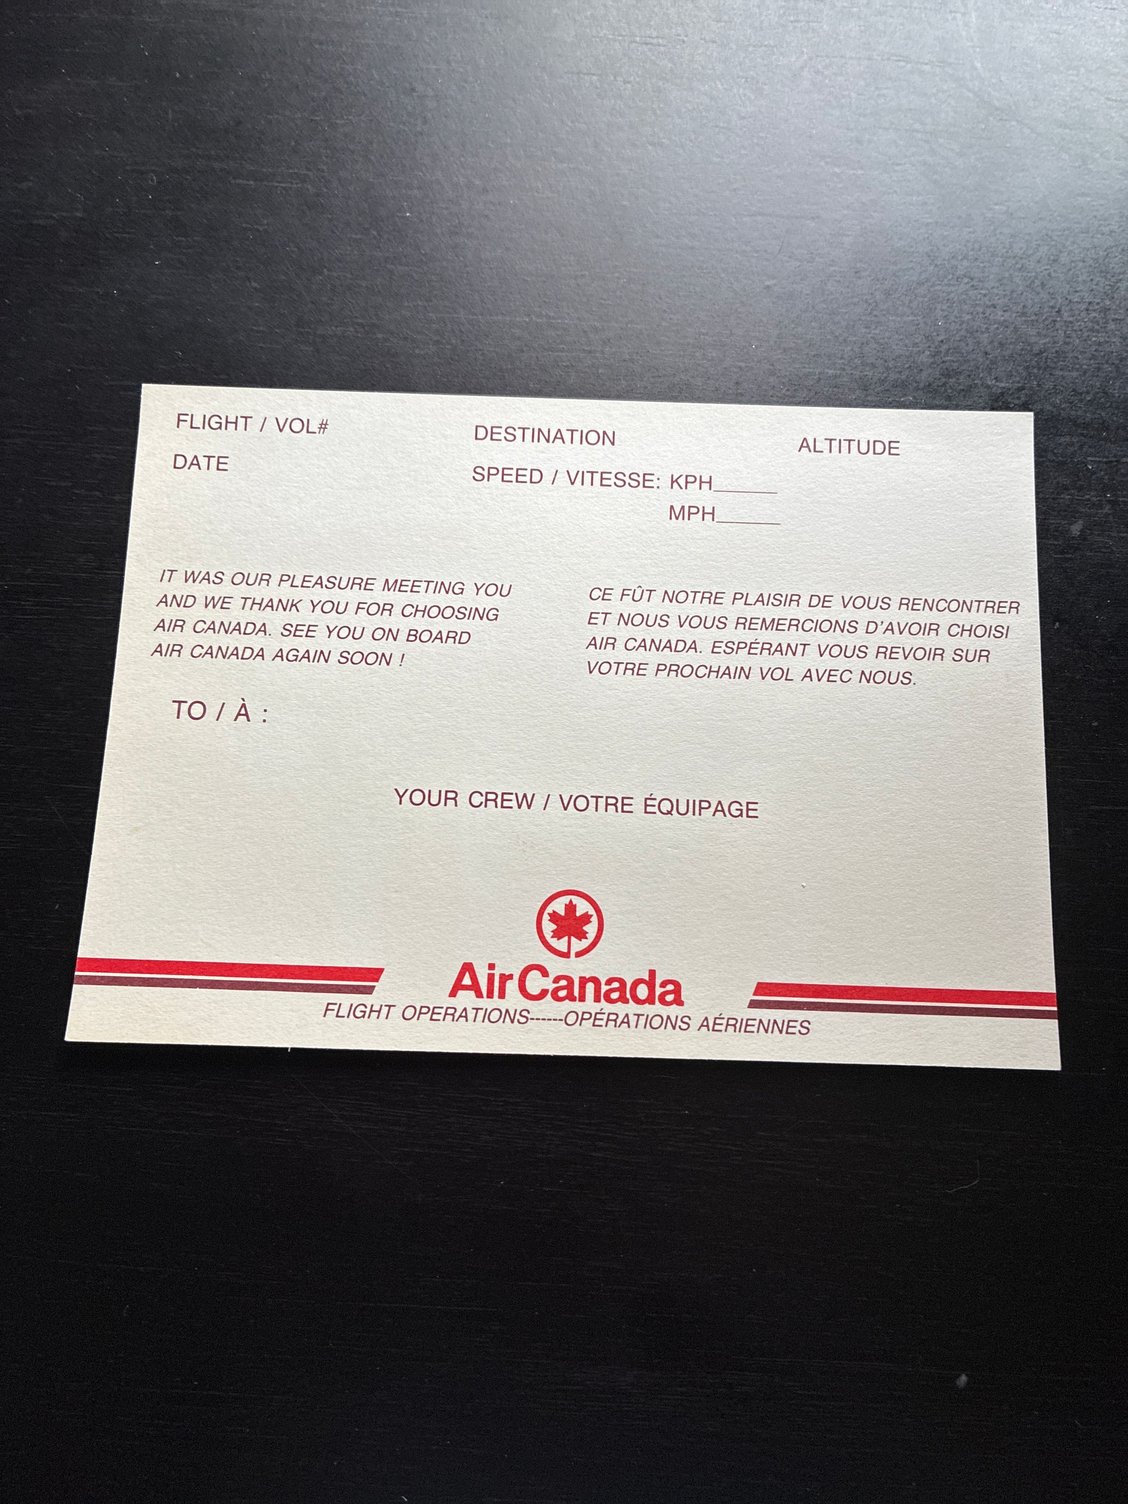 FLIGHT / VOL#
DESTINATION
ALTITUDE
DATE
SPEED / VITESSE: KPH______
MPH______
IT WAS OUR PLEASURE MEETING YOU
AND WE THANK YOU FOR CHOOSING
AIR CANADA. SEE YOU ON BOARD
AIR CANADA AGAIN SOON !
CE FÛT NOTRE PLAISIR DE VOUS RENCONTRER
ET NOUS VOUS REMERCIONS D'AVOIR CHOISI
AIR CANADA. ESPÉRANT VOUS REVOIR SUR
VOTRE PROCHAIN VOL AVEC NOUS.
TO / À :
YOUR CREW / VOTRE ÉQUIPAGE
Air Canada
FLIGHT OPERATIONS------OPÉRATIONS AÉRIENNES